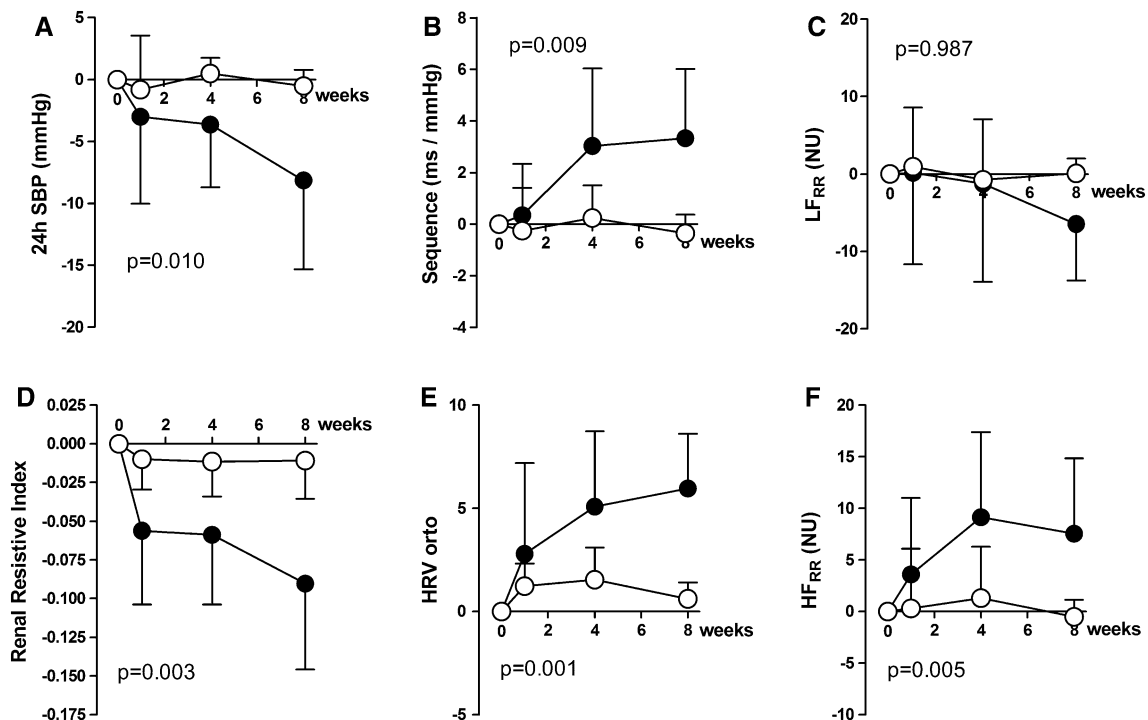 A
24h SBP (mmHg)
5
0
-5
-10
-15
-20
0 2 4 6 8 weeks
p=0.010
B
Sequence (ms / mmHg)
8
6
4
2
0
-2
-4
0 2 4 6 8 weeks
p=0.009
C
LF_RR (NU)
20
10
0
-10
-20
0 2 4 6 8 weeks
p=0.987
D
Renal Resistive Index
0.025
0.000
-0.025
-0.050
-0.075
-0.100
-0.125
-0.150
-0.175
0 2 4 6 8 weeks
p=0.003
E
HRV orto
10
5
0
-5
0 2 4 6 8 weeks
p=0.001
F
HF_RR (NU)
20
15
10
5
0
-5
-10
0 2 4 6 8 weeks
p=0.005